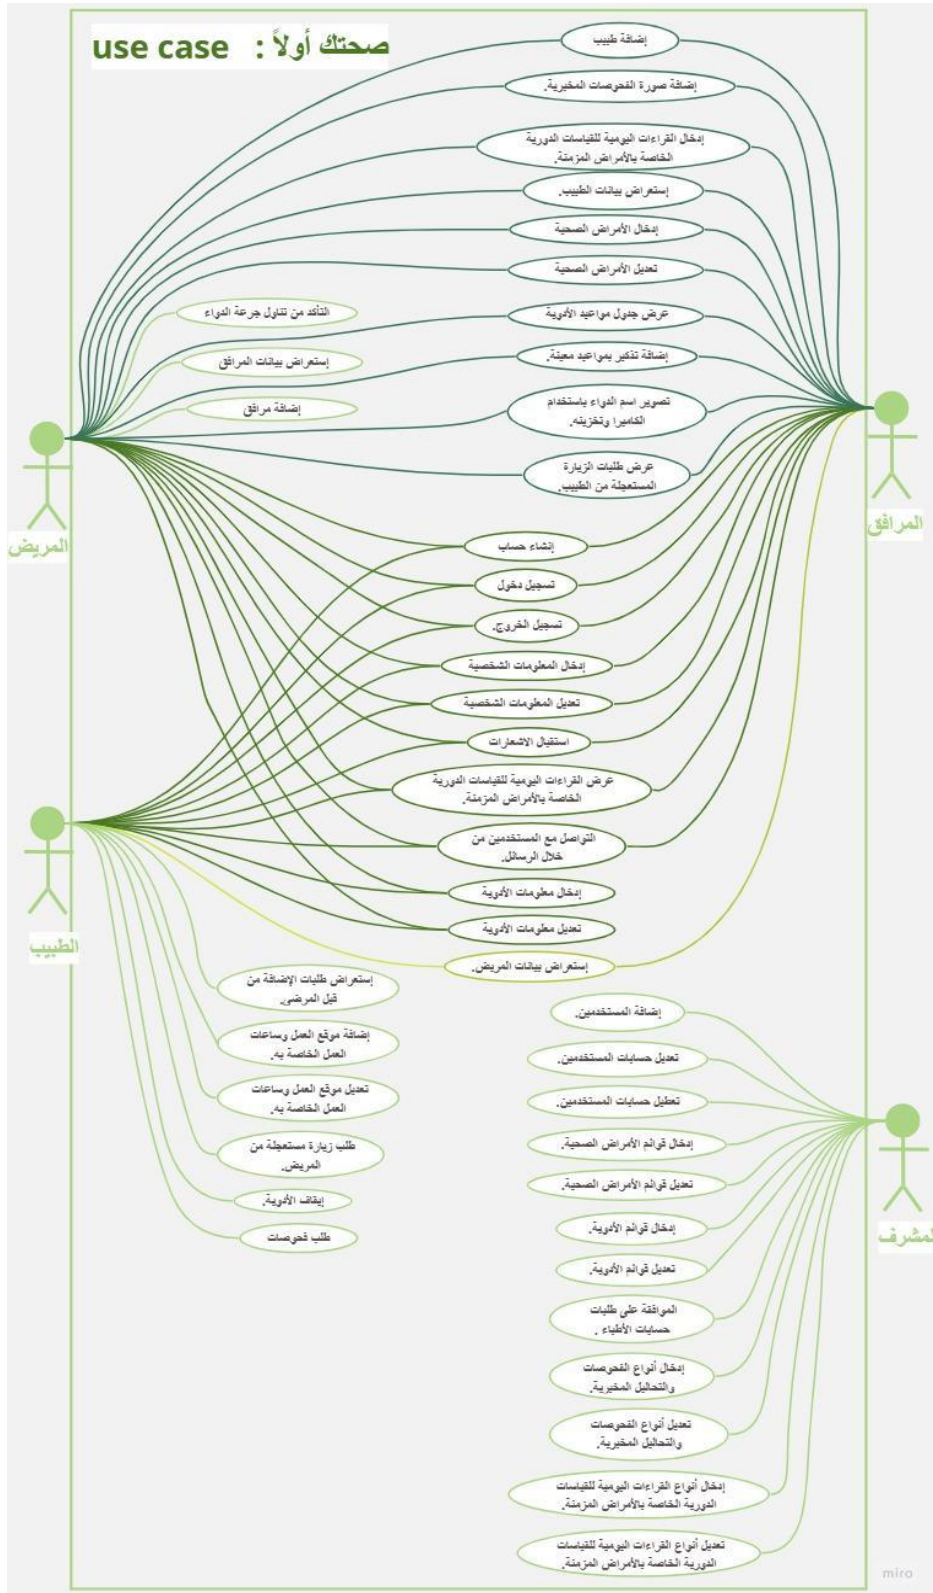 صحتك أولاً : use case
إضافة طبيب
إضافة صورة الفحوصات المخبرية.
إدخال القراءات اليومية للقياسات الدورية
الخاصة بالأمراض المزمنة.
إستعراض بيانات الطبيب.
إدخال الأمراض الصحية
تعديل الأمراض الصحية
التأكد من تناول جرعة الدواء
عرض جدول مواعيد الأدوية
إستعراض بيانات المرافق
إضافة تذكير بمواعيد معينة.
إضافة مرافق
تصوير اسم الدواء باستخدام
الكاميرا وتخزينه.
عرض طلبات الزيارة
المستعجلة من الطبيب.
المرافق
المريض
إنشاء حساب
تسجيل دخول
تسجيل الخروج.
إدخال المعلومات الشخصية
تعديل المعلومات الشخصية
استقبال الاشعارات
عرض القراءات اليومية للقياسات الدورية
الخاصة بالأمراض المزمنة.
التواصل مع المستخدمين من
خلال الرسائل.
إدخال معلومات الأدوية
تعديل معلومات الأدوية
الطبيب
إستعراض بيانات المريض.
إستعراض طلبات الإضافة من
قبل المرضى.
إضافة موقع العمل وساعات
العمل الخاصة به.
تعديل موقع العمل وساعات
العمل الخاصة به.
طلب زيارة مستعجلة من
المريض.
إيقاف الأدوية.
طلب فحوصات
إضافة المستخدمين.
تعديل حسابات المستخدمين.
تعطيل حسابات المستخدمين.
إدخال قوائم الأمراض الصحية.
تعديل قوائم الأمراض الصحية.
إدخال قوائم الأدوية.
تعديل قوائم الأدوية.
المشرف
الموافقة على طلبات
حسابات الأطباء .
إدخال أنواع الفحوصات
والتحاليل المخبرية.
تعديل أنواع الفحوصات
والتحاليل المخبرية.
إدخال أنواع القراءات اليومية للقياسات
الدورية الخاصة بالأمراض المزمنة.
تعديل أنواع القراءات اليومية للقياسات
الدورية الخاصة بالأمراض المزمنة.
miro